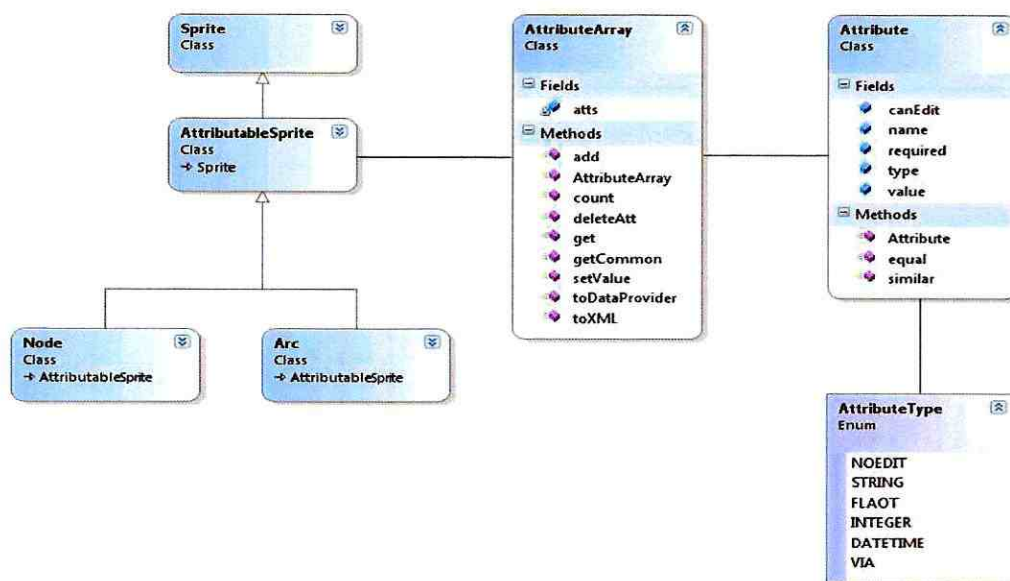 Sprite
Class
AttributableSprite
Class
Sprite
Node
Class
AttributableSprite
Arc
Class
AttributableSprite
AttributeArray
Class
Fields
atts
Methods
add
AttributeArray
count
deleteAtt
get
getCommon
setValue
toDataProvider
toXML
Attribute
Class
Fields
canEdit
name
required
type
value
Methods
Attribute
equal
similar
AttributeType
Enum
NOEDIT
STRING
FLAOT
INTEGER
DATETIME
VIA